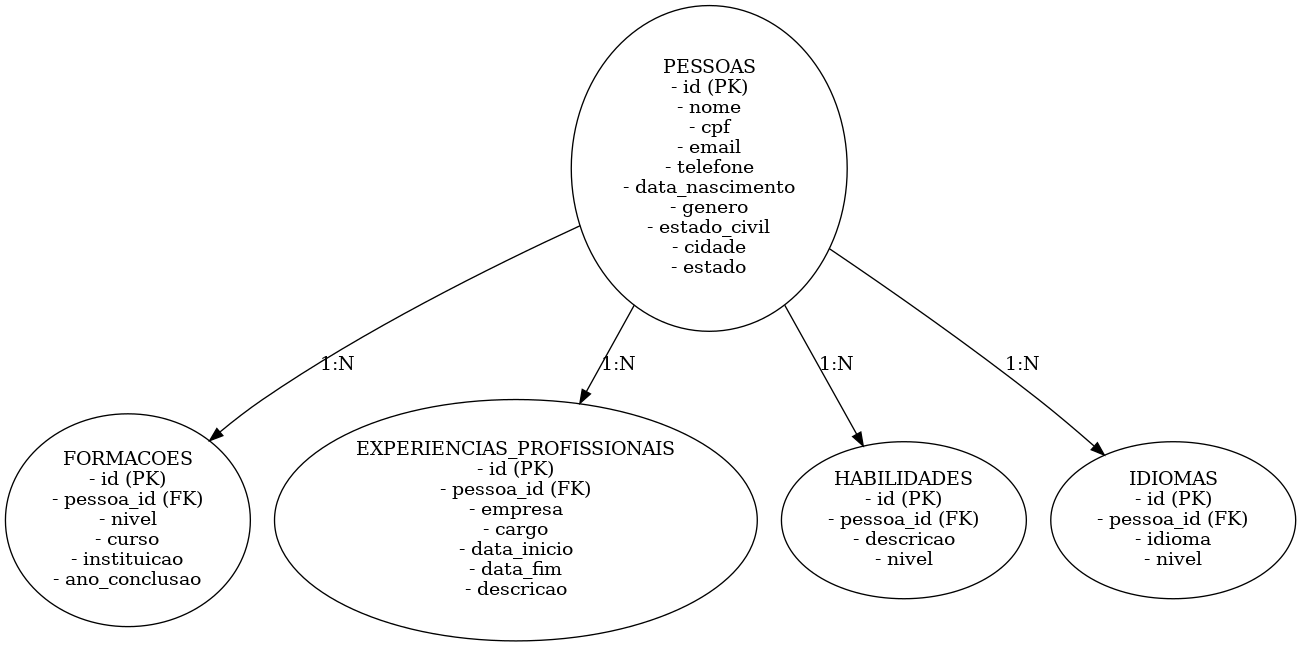 PESSOAS
- id (PK)
- nome
- cpf
- email
- telefone
- data_nascimento
- genero
- estado_civil
- cidade
- estado
1:N
1:N
1:N
1:N
FORMACOES
- id (PK)
- pessoa_id (FK)
- nivel
- curso
- instituicao
- ano_conclusao
EXPERIENCIAS_PROFISSIONAIS
- id (PK)
- pessoa_id (FK)
- empresa
- cargo
- data_inicio
- data_fim
- descricao
HABILIDADES
- id (PK)
- pessoa_id (FK)
- descricao
- nivel
IDIOMAS
- id (PK)
- pessoa_id (FK)
- idioma
- nivel